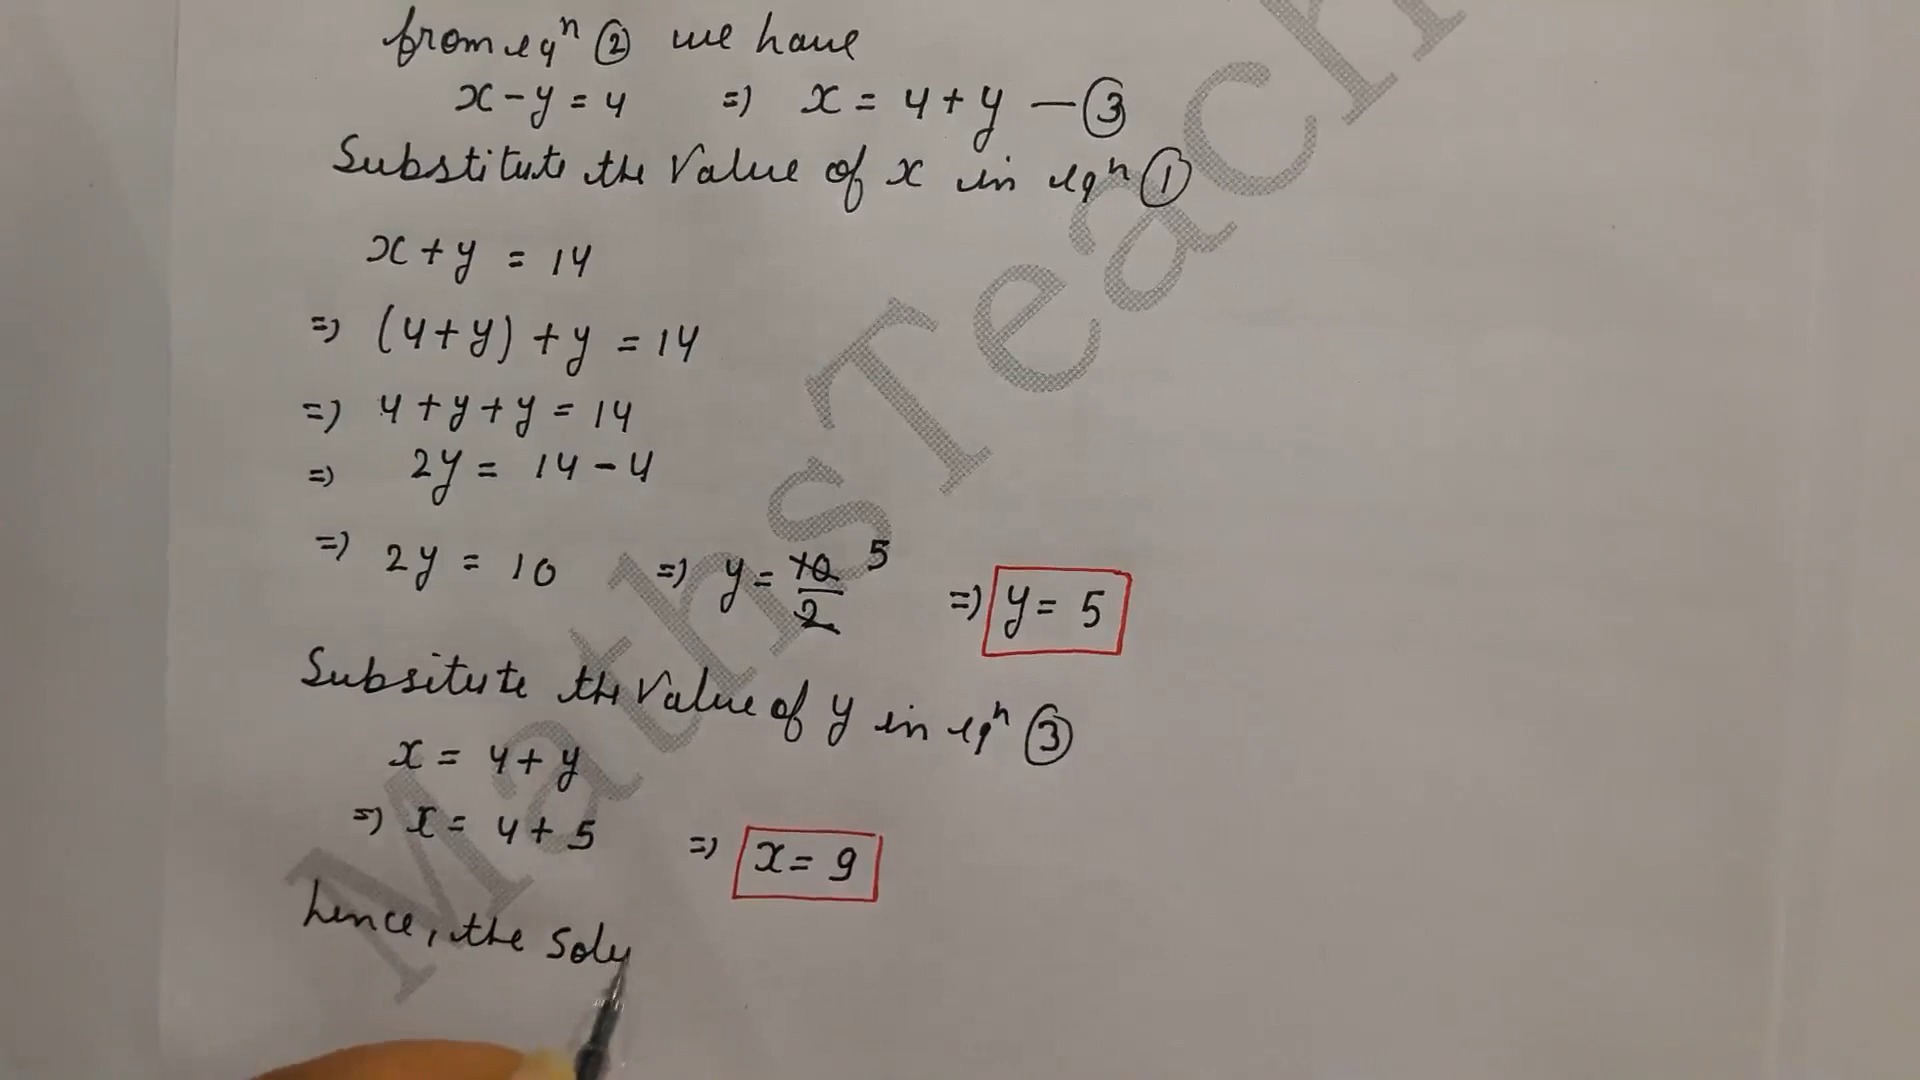 from eqⁿ ② we have
x - y = 4 => x = 4 + y — ③
Substitute the Value of x in eqⁿ ①
x + y = 14
=> (4 + y) + y = 14
=> 4 + y + y = 14
=> 2y = 14 - 4
=> 2y = 10 => y = 10/2 5 => y = 5
Subsitute the Value of y in eqⁿ ③
x = 4 + y
=> x = 4 + 5 => x = 9
hence, the Solu
MathsTeach